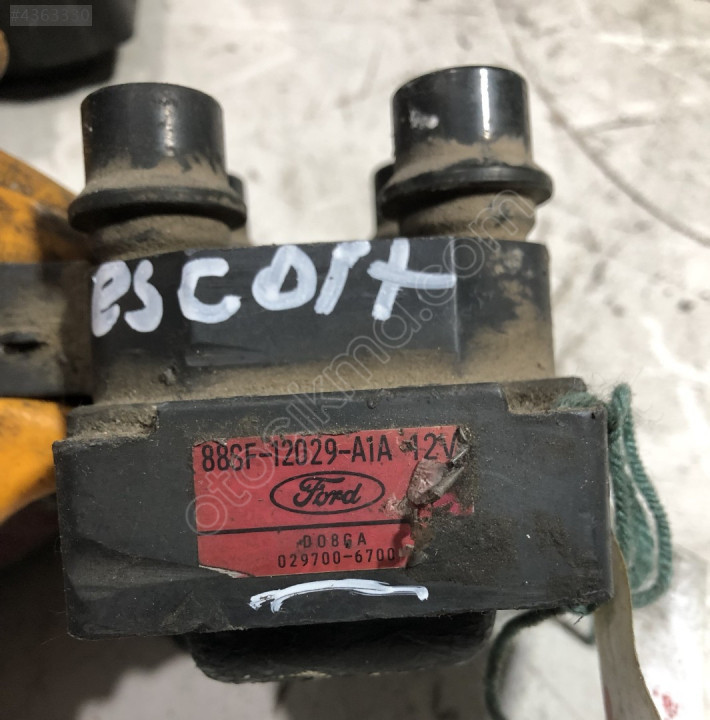 #4363330
escort
88SF-12029-A1A 12V
Ford
D08GA
029700-6700
otocikma.com